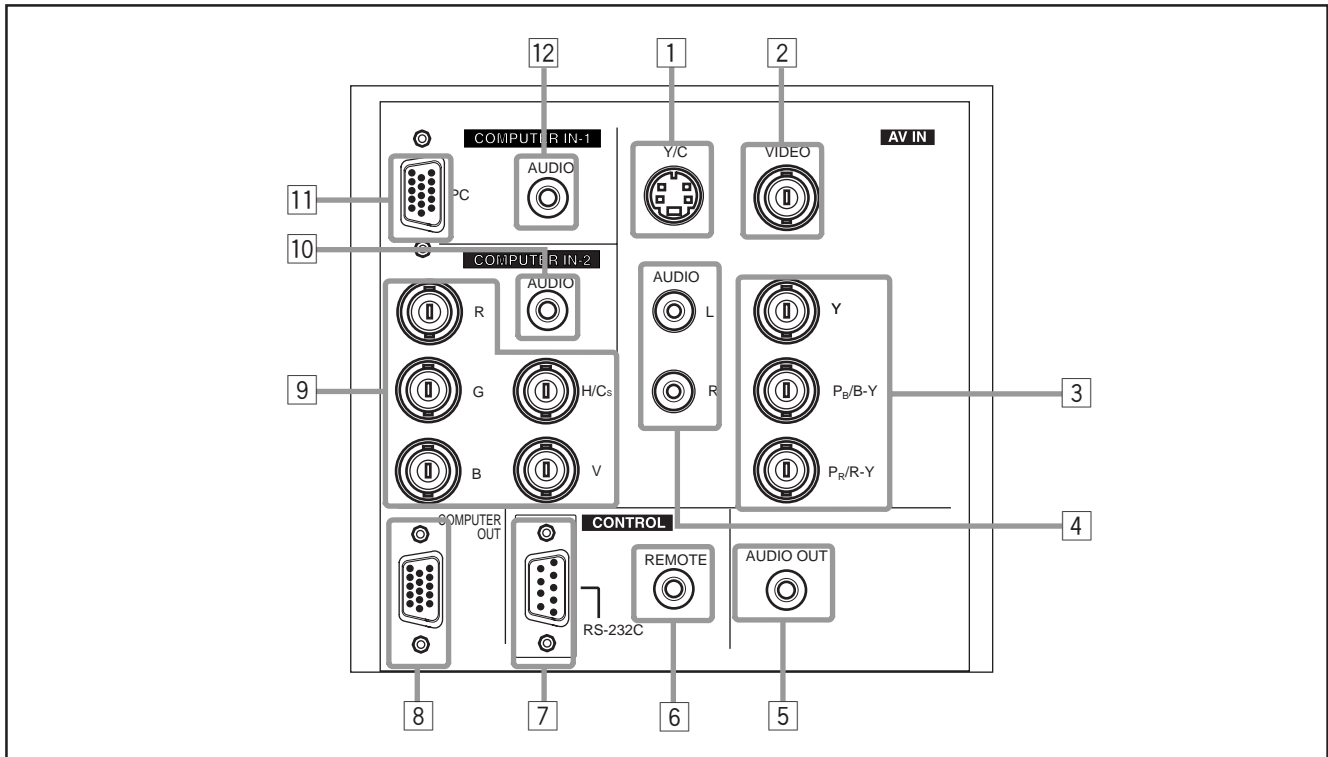 12
1
2
COMPUTER IN-1
AV IN
Y/C
VIDEO
AUDIO
11
PC
10
COMPUTER IN-2
AUDIO
AUDIO
R
L
Y
9
G
H/Cs
R
PB/B-Y
3
B
V
PR/R-Y
4
COMPUTER
OUT
CONTROL
REMOTE
AUDIO OUT
RS-232C
8
7
6
5